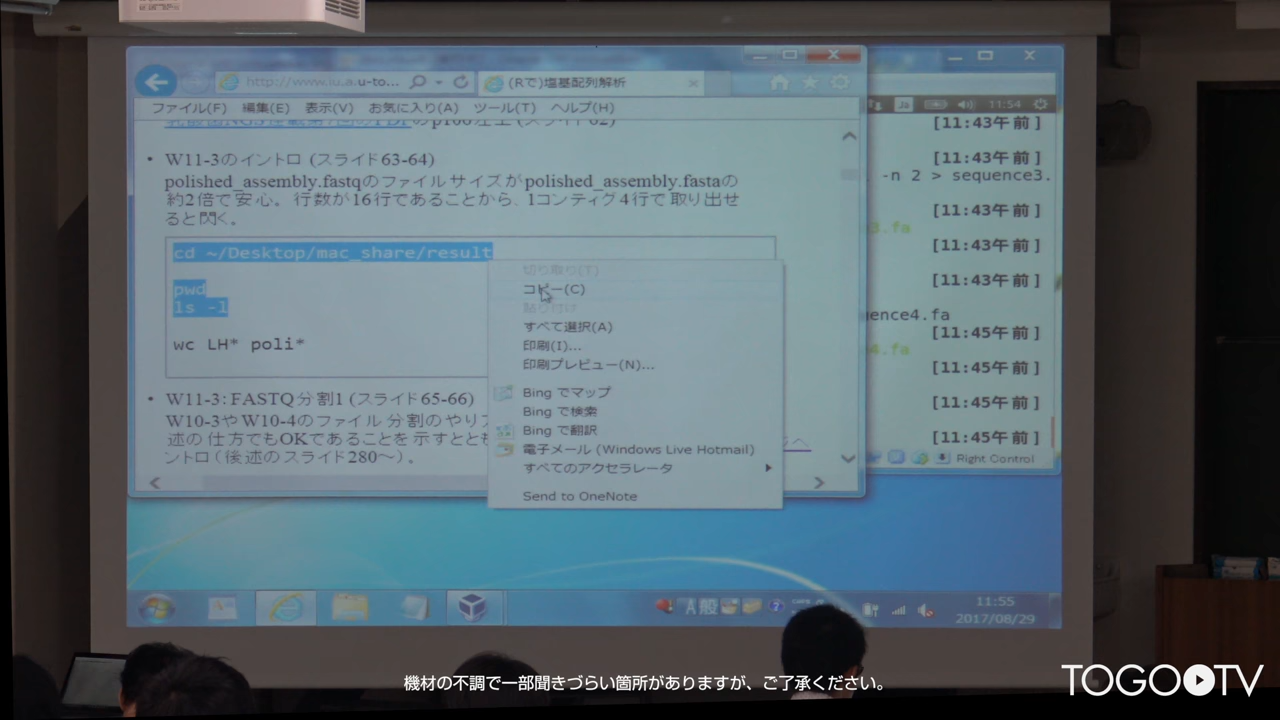 http://www.iu.a.u-to...
(Rで)塩基配列解析
ファイル(F) 編集(E) 表示(V) お気に入り(A) ツール(T) ヘルプ(H)
• W11-3のイントロ (スライド63-64)
polished_assembly.fastqのファイルサイズがpolished_assembly.fastaの
約2倍で安心。行数が16行であることから、1コンティグ4行で取り出せ
ると閃く。
cd ~/Desktop/mac_share/result
pwd
ls -l
wc LH* poli*
• W11-3: FASTQ分割1 (スライド65-66)
W10-3やW10-4のファイル分割のやり
述の仕方でもOKであることを示すととも
ントロ(後述のスライド280～)。
切り取り(T)
コピー(C)
貼り付け
すべて選択(A)
印刷(I)...
印刷プレビュー(N)...
Bing でマップ
Bing で検索
Bing で翻訳
電子メール (Windows Live Hotmail)
すべてのアクセラレータ
Send to OneNote
Ja 11:54
[11:43午前]
[11:43午前]
-n 2 > sequence3.
[11:43午前]
3.fa
[11:43午前]
[11:43午前]
ence4.fa
[11:45午前]
4.fa
[11:45午前]
[11:45午前]
[11:45午前]
Right Control
A般
11:55
2017/08/29
機材の不調で一部聞きづらい箇所がありますが、ご了承ください。
TOGOTV